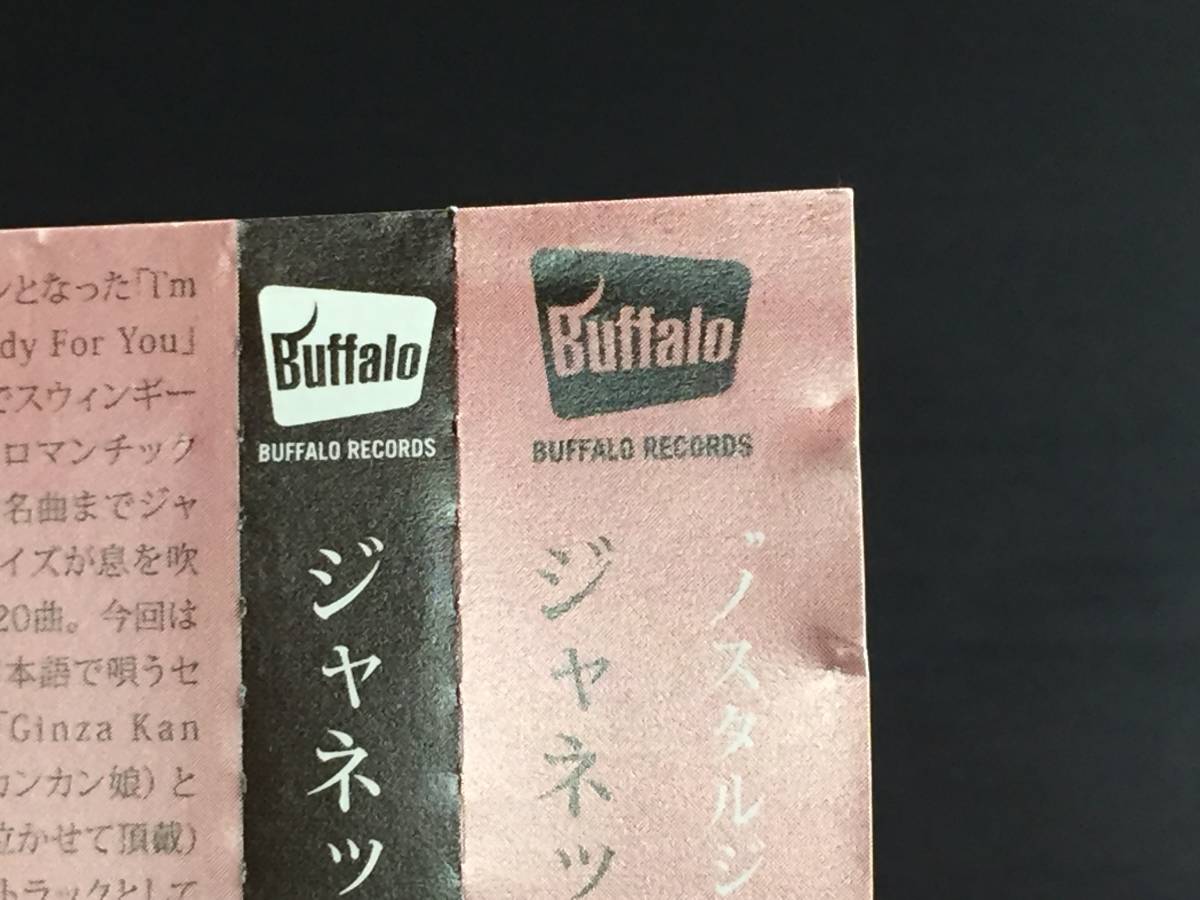 ンとなった「I'm
dy For You」
でスウィンギー
ロマンチック
名曲までジャ
イズが息を吹
20曲。今回は
本語で唄うセ
「Ginza Kan
カンカン娘）と
泣かせて頂戴）
トラックとして
Buffalo
BUFFALO RECORDS
ジャネッ
Buffalo
BUFFALO RECORDS
ジャネッ
"ノスタルジ